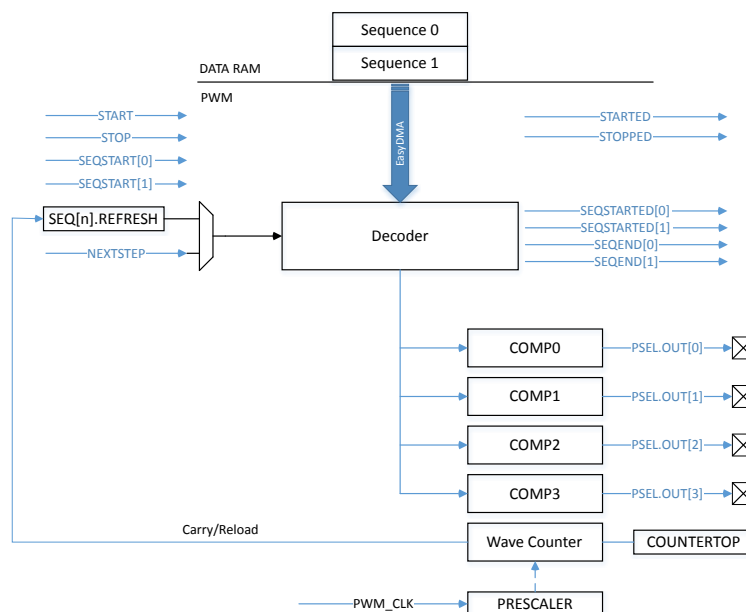 Sequence 0
Sequence 1
DATA RAM
PWM
START
STOP
SEQSTART[0]
SEQSTART[1]
STARTED
STOPPED
EasyDMA
SEQ[n].REFRESH
NEXTSTEP
Decoder
SEQSTARTED[0]
SEQSTARTED[1]
SEQEND[0]
SEQEND[1]
COMP0
PSEL.OUT[0]
COMP1
PSEL.OUT[1]
COMP2
PSEL.OUT[2]
COMP3
PSEL.OUT[3]
Carry/Reload
Wave Counter
COUNTERTOP
PWM_CLK
PRESCALER